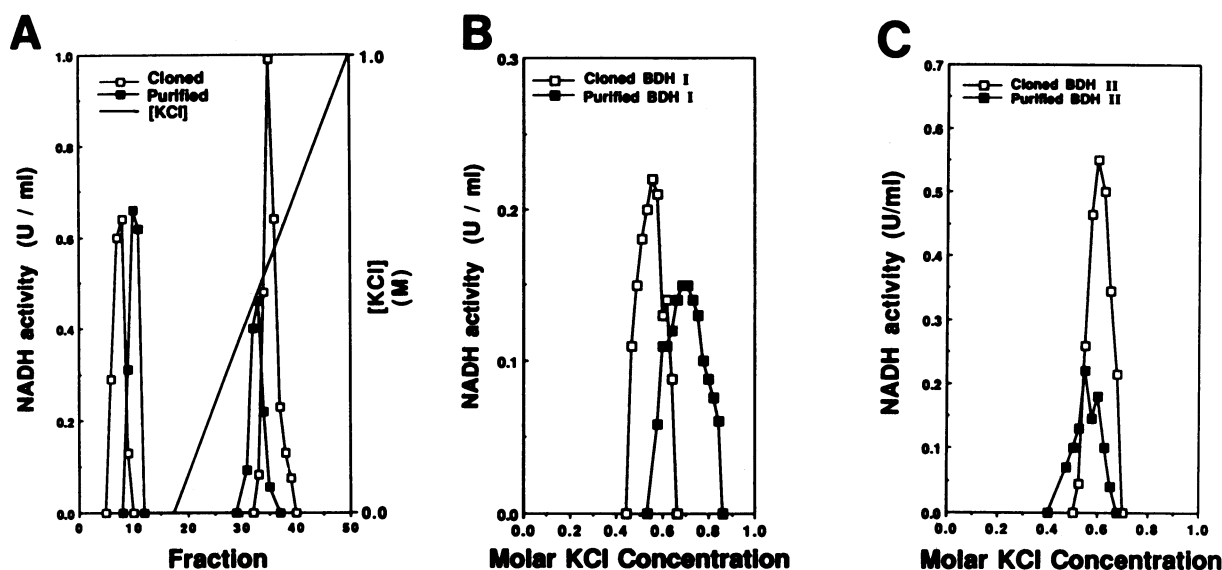 A
NADH activity (U / ml)
1.0
0.8
0.6
0.4
0.2
0.0
Cloned
Purified
[KCl]
1.0
0.0
[KCl]
(M)
0 10 20 30 40 50
Fraction
B
NADH activity (U / ml)
0.3
0.2
0.1
0.0
Cloned BDH I
Purified BDH I
0.0 0.2 0.4 0.6 0.8 1.0
Molar KCl Concentration
C
NADH activity (U/ml)
0.7
0.6
0.5
0.4
0.3
0.2
0.1
0.0
Cloned BDH II
Purified BDH II
0.0 0.2 0.4 0.6 0.8 1.0
Molar KCl Concentration